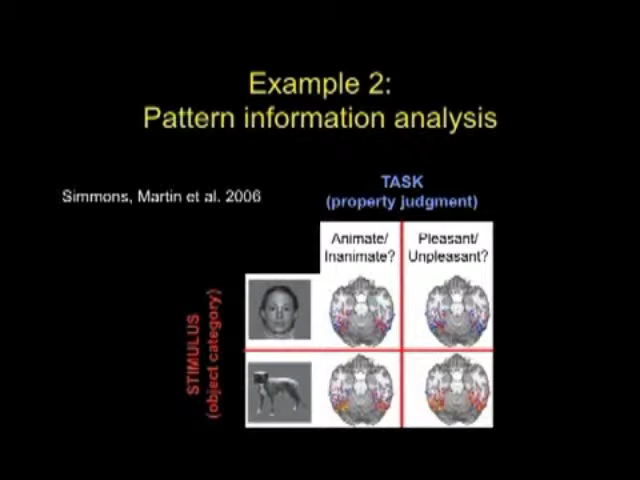 Example 2:
Pattern information analysis
Simmons, Martin et al. 2006
TASK
(property judgment)
Animate/
Inanimate?
Pleasant/
Unpleasant?
STIMULUS
(object category)